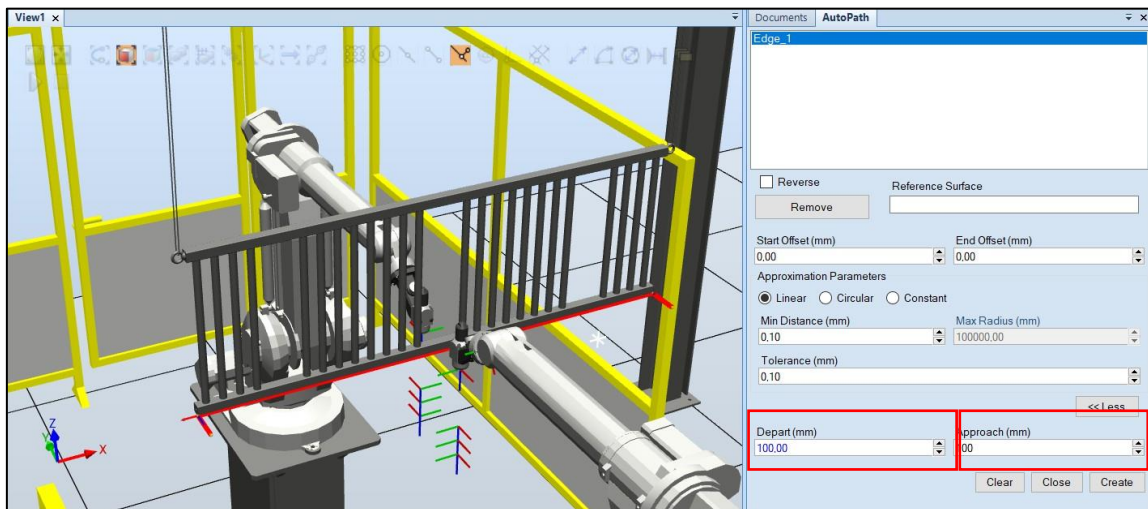 View1 ×
Documents AutoPath
Edge_1
Reverse
Reference Surface
Remove
Start Offset (mm) End Offset (mm)
0,00 0,00
Approximation Parameters
Linear Circular Constant
Min Distance (mm) Max Radius (mm)
0,10 100000,00
Tolerance (mm)
0,10
<< Less
Depart (mm) Approach (mm)
100,00 00
Clear Close Create
Z
Y
X